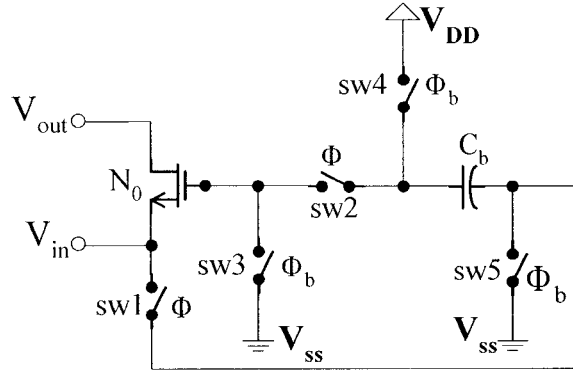 V_DD
sw4 Φ_b
V_out
C_b
Φ
N_0
sw2
V_in
sw3 Φ_b
sw5 Φ_b
sw1 Φ
V_ss
V_ss